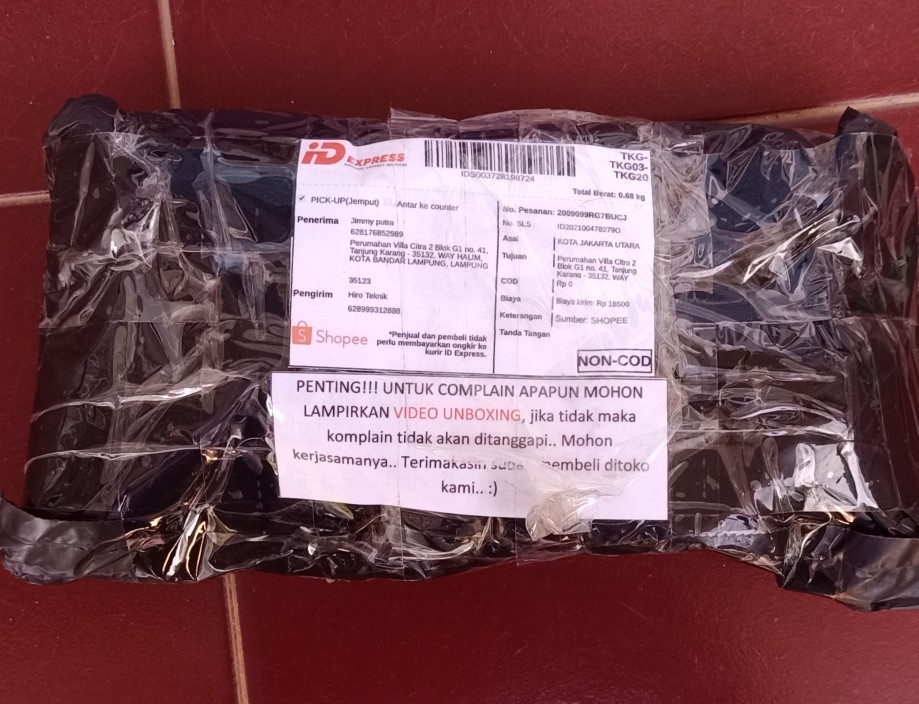 iD EXPRESS
IDS003728198724
TKG-
TKG03-
TKG20
Total Berat: 0.68 kg
PICK-UP(Jemput) Antar ke counter
Penerima Jimmy putra
628176852989
Perumahan Villa Citra 2 Blok G1 no. 41,
Tanjung Karang - 35132, WAY HALIM,
KOTA BANDAR LAMPUNG, LAMPUNG
35123
Pengirim Hiro Teknik
628999312888
Shopee
*Penjual dan pembeli tidak
perlu membayarkan ongkir ke
kurir ID Express.
No. Pesanan: 2009099RG7BUCJ
No. SLS : ID202100478279O
Asal KOTA JAKARTA UTARA
Tujuan Perumahan Villa Citra 2
Blok G1 no. 41, Tanjung
Karang - 35132, WAY
COD Rp 0
Biaya Biaya kirim: Rp 18500
Keterangan Sumber: SHOPEE
Tanda Tangan
NON-COD
PENTING!!! UNTUK COMPLAIN APAPUN MOHON
LAMPIRKAN VIDEO UNBOXING, jika tidak maka
komplain tidak akan ditanggapi.. Mohon
kerjasamanya.. Terimakasih membeli ditoko
kami.. :)